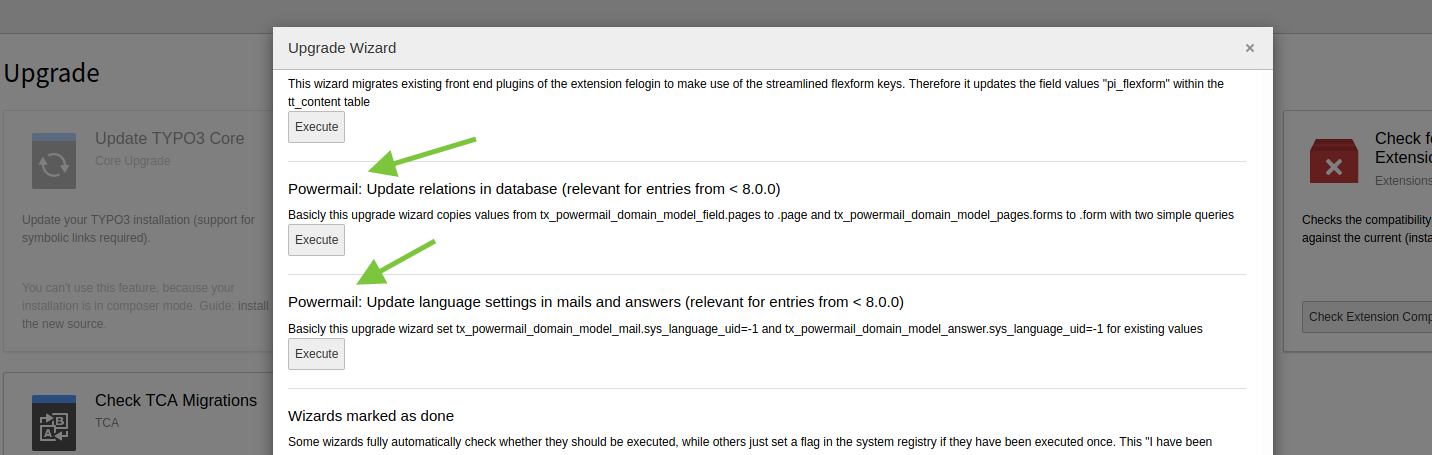 Upgrade Wizard
×
Upgrade
This wizard migrates existing front end plugins of the extension felogin to make use of the streamlined flexform keys. Therefore it updates the field values "pi_flexform" within the
tt_content table
Execute
Powermail: Update relations in database (relevant for entries from < 8.0.0)
Basicly this upgrade wizard copies values from tx_powermail_domain_model_field.pages to .page and tx_powermail_domain_model_pages.forms to .form with two simple queries
Execute
Powermail: Update language settings in mails and answers (relevant for entries from < 8.0.0)
Basicly this upgrade wizard set tx_powermail_domain_model_mail.sys_language_uid=-1 and tx_powermail_domain_model_answer.sys_language_uid=-1 for existing values
Execute
Wizards marked as done
Some wizards fully automatically check whether they should be executed, while others just set a flag in the system registry if they have been executed once. This "I have been
Update TYPO3 Core
Core Upgrade
Update your TYPO3 installation (support for
symbolic links required).
You can't use this feature, because your
installation is in composer mode. Guide: install
the new source.
B
A
Check TCA Migrations
TCA
Check f
Extensio
Extensions
Checks the compatibility
against the current (insta
Check Extension Comp